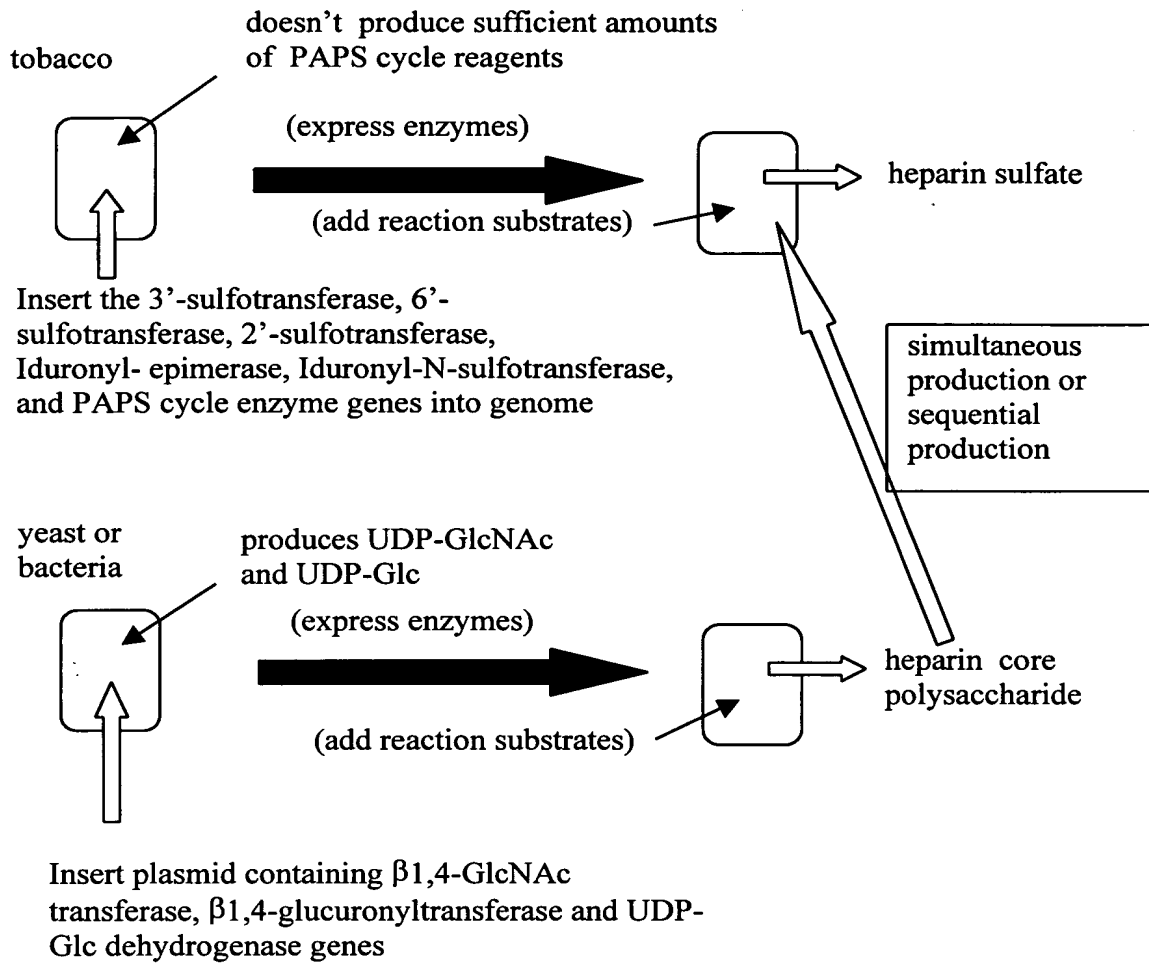 doesn't produce sufficient amounts
of PAPS cycle reagents
tobacco
(express enzymes)
(add reaction substrates)
heparin sulfate
Insert the 3'-sulfotransferase, 6'-
sulfotransferase, 2'-sulfotransferase,
Iduronyl- epimerase, Iduronyl-N-sulfotransferase,
and PAPS cycle enzyme genes into genome
simultaneous
production or
sequential
production
yeast or
bacteria
produces UDP-GlcNAc
and UDP-Glc
(express enzymes)
(add reaction substrates)
heparin core
polysaccharide
Insert plasmid containing β1,4-GlcNAc
transferase, β1,4-glucuronyltransferase and UDP-
Glc dehydrogenase genes